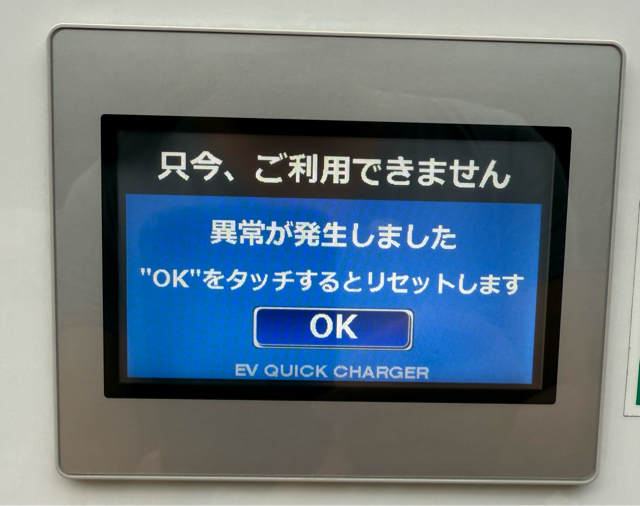 只今、ご利用できません
異常が発生しました
"OK"をタッチするとリセットします
OK
EV QUICK CHARGER